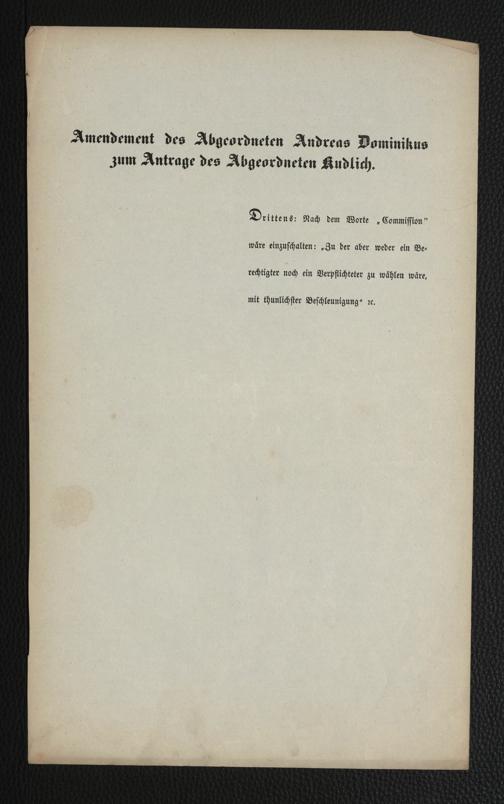 Amendement des Abgeordneten Andreas Dominikus
zum Antrage des Abgeordneten Kudlich.
Drittens: Nach dem Worte „Commission"
wäre einzuschalten: „Zu der aber weder ein Be-
rechtigter noch ein Verpflichteter zu wählen wäre,
mit thunlichster Beschleunigung" ꝛc.